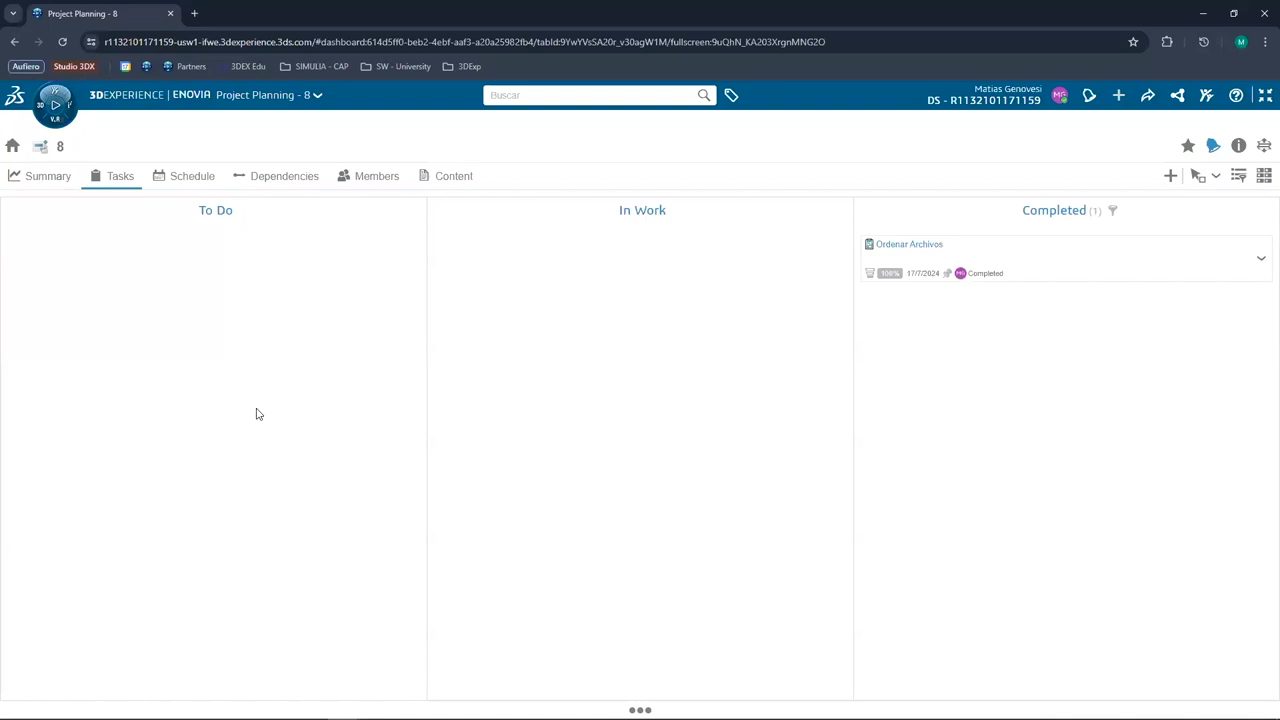 Project Planning - 8
r1132101171159-usw1-ifwe.3dexperience.3ds.com/#dashboard:614d5ff0-beb2-4ebf-aaf3-a20a25982fb4/tabId:9YwYVsSA20r_v30agW1M/fullscreen:9uQhN_KA203XrgnMNG2O
M
Aufiero
Studio 3DX
Partners
3DEX Edu
SIMULIA - CAP
SW - University
3DExp
3D
V.R
3DEXPERIENCE | ENOVIA Project Planning - 8
Buscar
Matias Genovesi
DS - R1132101171159
MG
8
Summary
Tasks
Schedule
Dependencies
Members
Content
To Do
In Work
Completed (1)
Ordenar Archivos
100% 17/7/2024 MG Completed